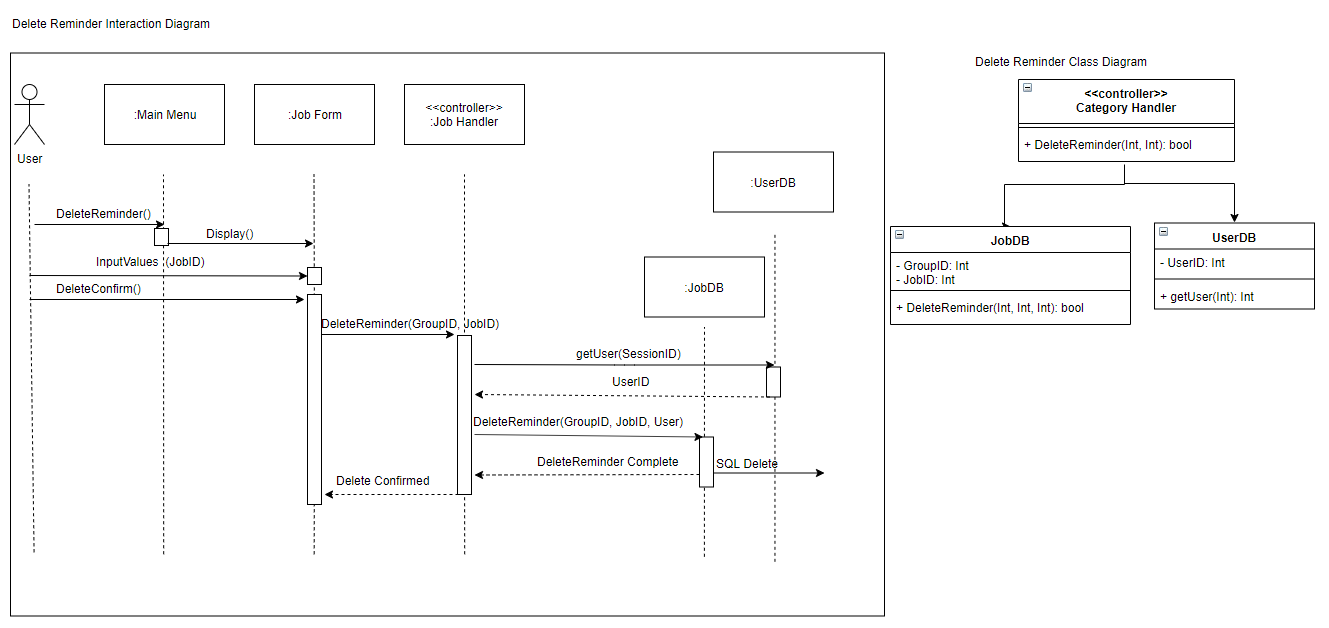 Delete Reminder Interaction Diagram
User
:Main Menu
:Job Form
<<controller>>
:Job Handler
:UserDB
:JobDB
DeleteReminder()
Display()
InputValues (JobID)
DeleteConfirm()
DeleteReminder(GroupID, JobID)
getUser(SessionID)
UserID
DeleteReminder(GroupID, JobID, User)
DeleteReminder Complete
SQL Delete
Delete Confirmed
Delete Reminder Class Diagram
<<controller>>
Category Handler
+ DeleteReminder(Int, Int): bool
JobDB
- GroupID: Int
- JobID: Int
+ DeleteReminder(Int, Int, Int): bool
UserDB
- UserID: Int
+ getUser(Int): Int